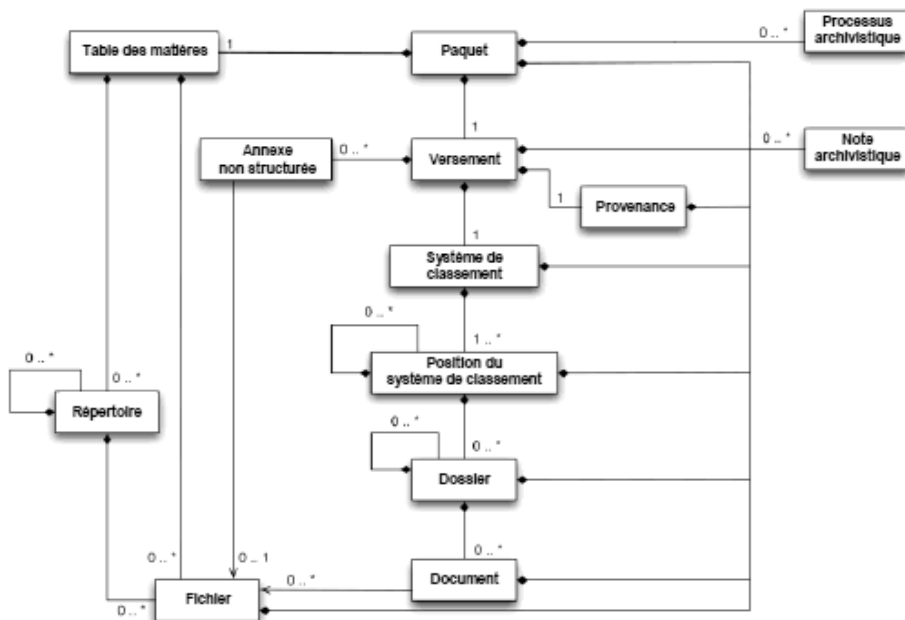 Processus
archivistique
0 .. *
Table des matières
1
Paquet
1
0 .. *
Note
archivistique
Annexe
non structurée
0 .. *
Versement
1
Provenance
1
Système de
classement
0 .. *
1 .. *
Position du
système de classement
0 .. *
0 .. *
Répertoire
0 .. *
0 .. *
Dossier
0 .. *
0 .. *
0 .. 1
0 .. *
Document
Fichier
0 .. *